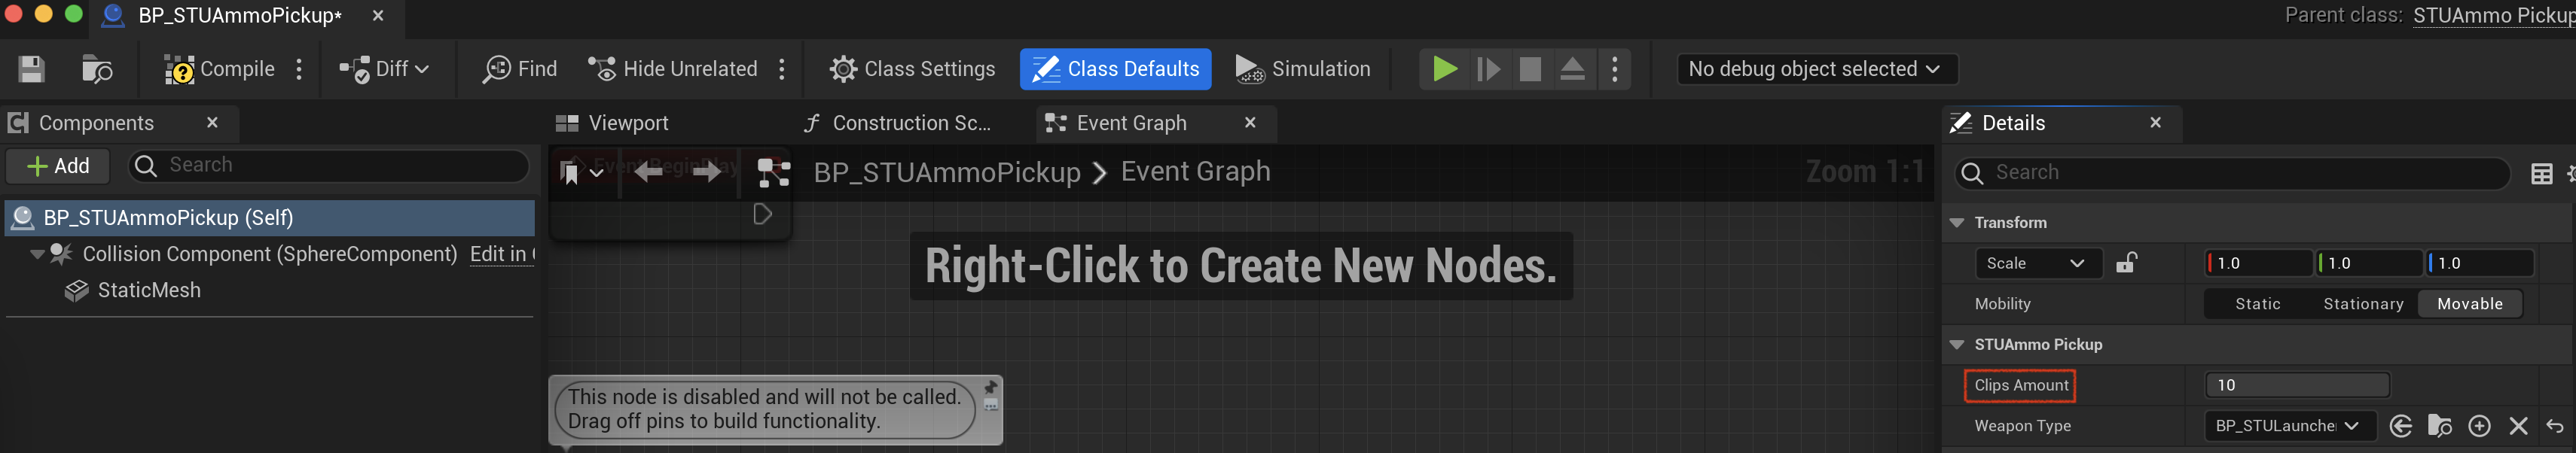 BP_STUAmmoPickup*
Parent class: STUAmmo Pickup
Compile
Diff
Find
Hide Unrelated
Class Settings
Class Defaults
Simulation
No debug object selected
Components
Viewport
Construction Sc...
Event Graph
Details
Add
Search
Event BeginPlay
BP_STUAmmoPickup > Event Graph
Zoom 1:1
Search
BP_STUAmmoPickup (Self)
Transform
Collision Component (SphereComponent) Edit in
Right-Click to Create New Nodes.
Scale
1.0
1.0
1.0
StaticMesh
Mobility
Static
Stationary
Movable
STUAmmo Pickup
Clips Amount
10
This node is disabled and will not be called.
Drag off pins to build functionality.
Weapon Type
BP_STULaunche